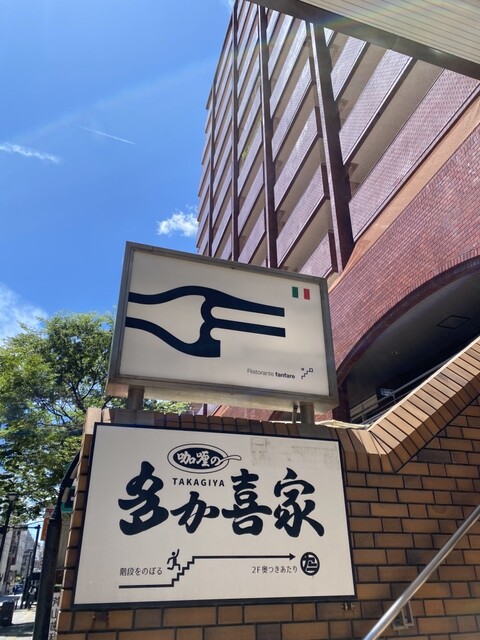 Ristorante fanfare
咖喱の
TAKAGIYA
多か喜家
階段をのぼる
2F奥つきあたり